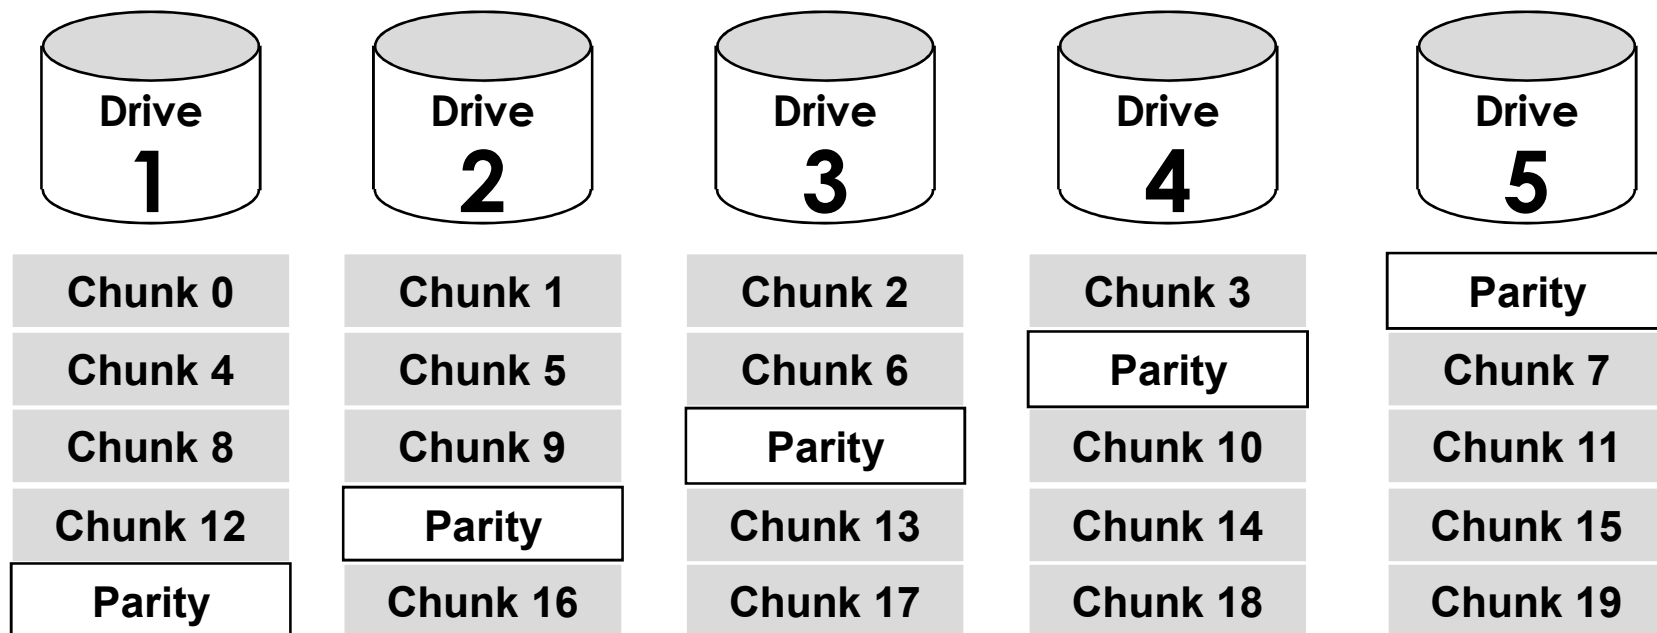 Drive
1
Drive
2
Drive
3
Drive
4
Drive
5
Chunk 0
Chunk 1
Chunk 2
Chunk 3
Parity
Chunk 4
Chunk 5
Chunk 6
Parity
Chunk 7
Chunk 8
Chunk 9
Parity
Chunk 10
Chunk 11
Chunk 12
Parity
Chunk 13
Chunk 14
Chunk 15
Parity
Chunk 16
Chunk 17
Chunk 18
Chunk 19